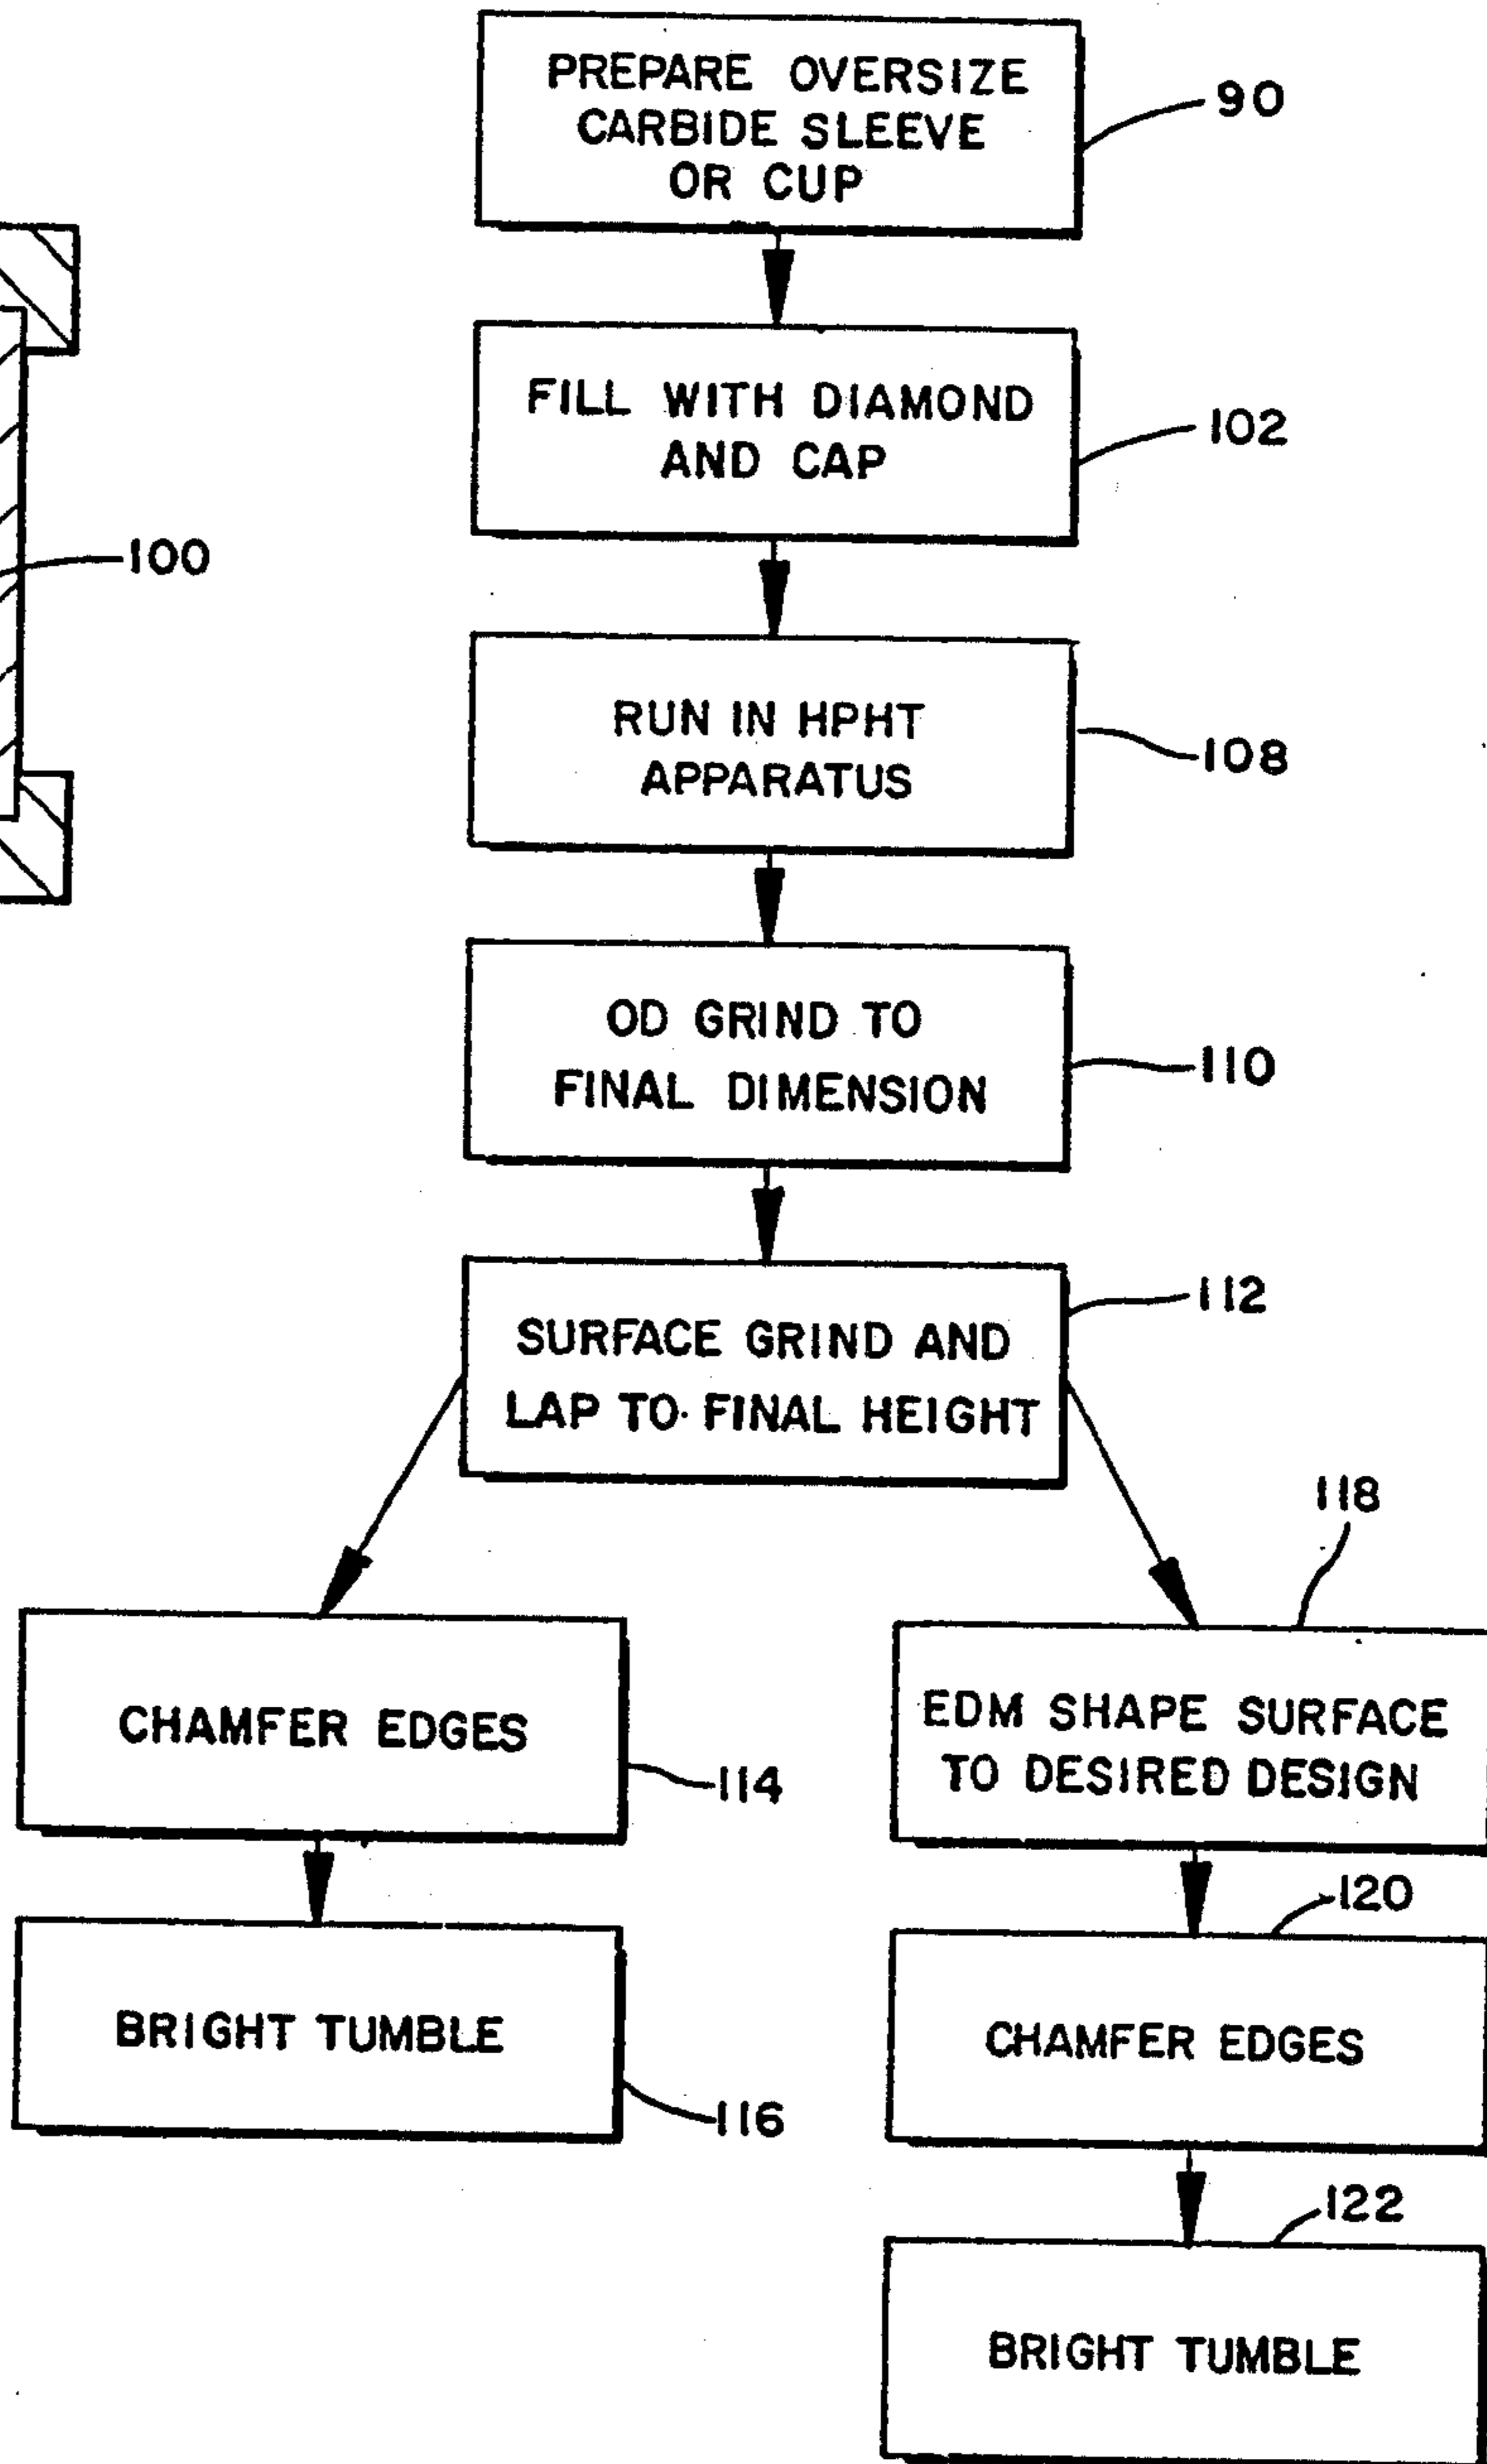 PREPARE OVERSIZE
CARBIDE SLEEVE
OR CUP
90
FILL WITH DIAMOND
AND CAP
102
100
RUN IN HPHT
APPARATUS
108
OD GRIND TO
FINAL DIMENSION
110
SURFACE GRIND AND
LAP TO FINAL HEIGHT
112
118
CHAMFER EDGES
114
EDM SHAPE SURFACE
TO DESIRED DESIGN
120
BRIGHT TUMBLE
116
CHAMFER EDGES
122
BRIGHT TUMBLE